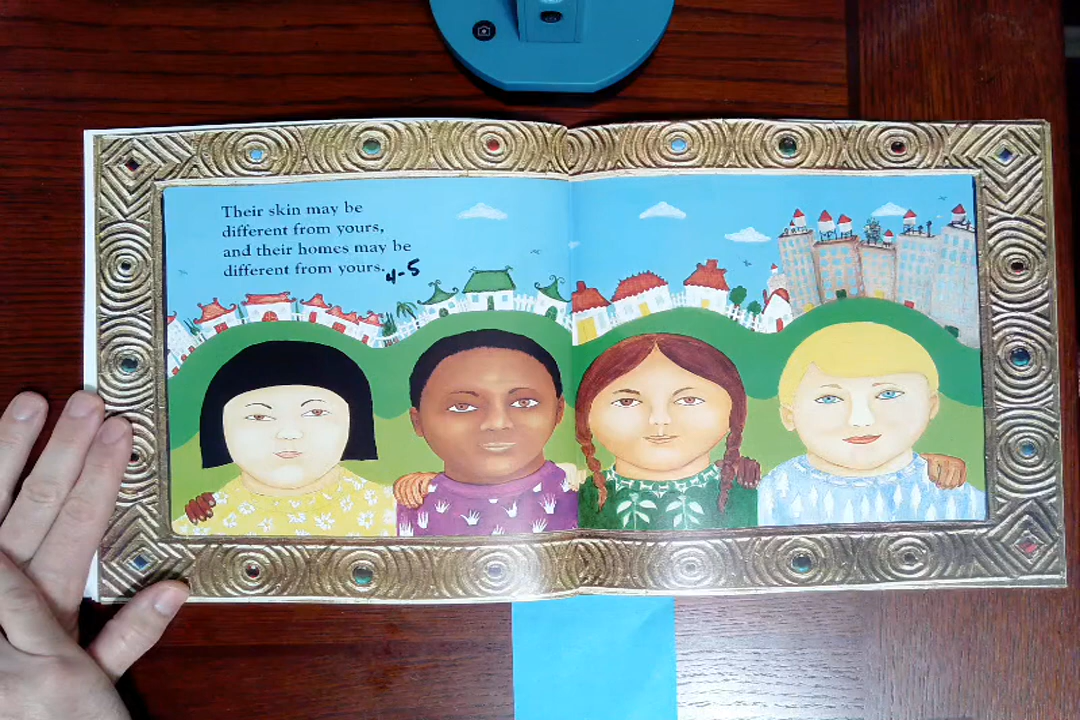 Their skin may be
different from yours,
and their homes may be
different from yours.
4-5